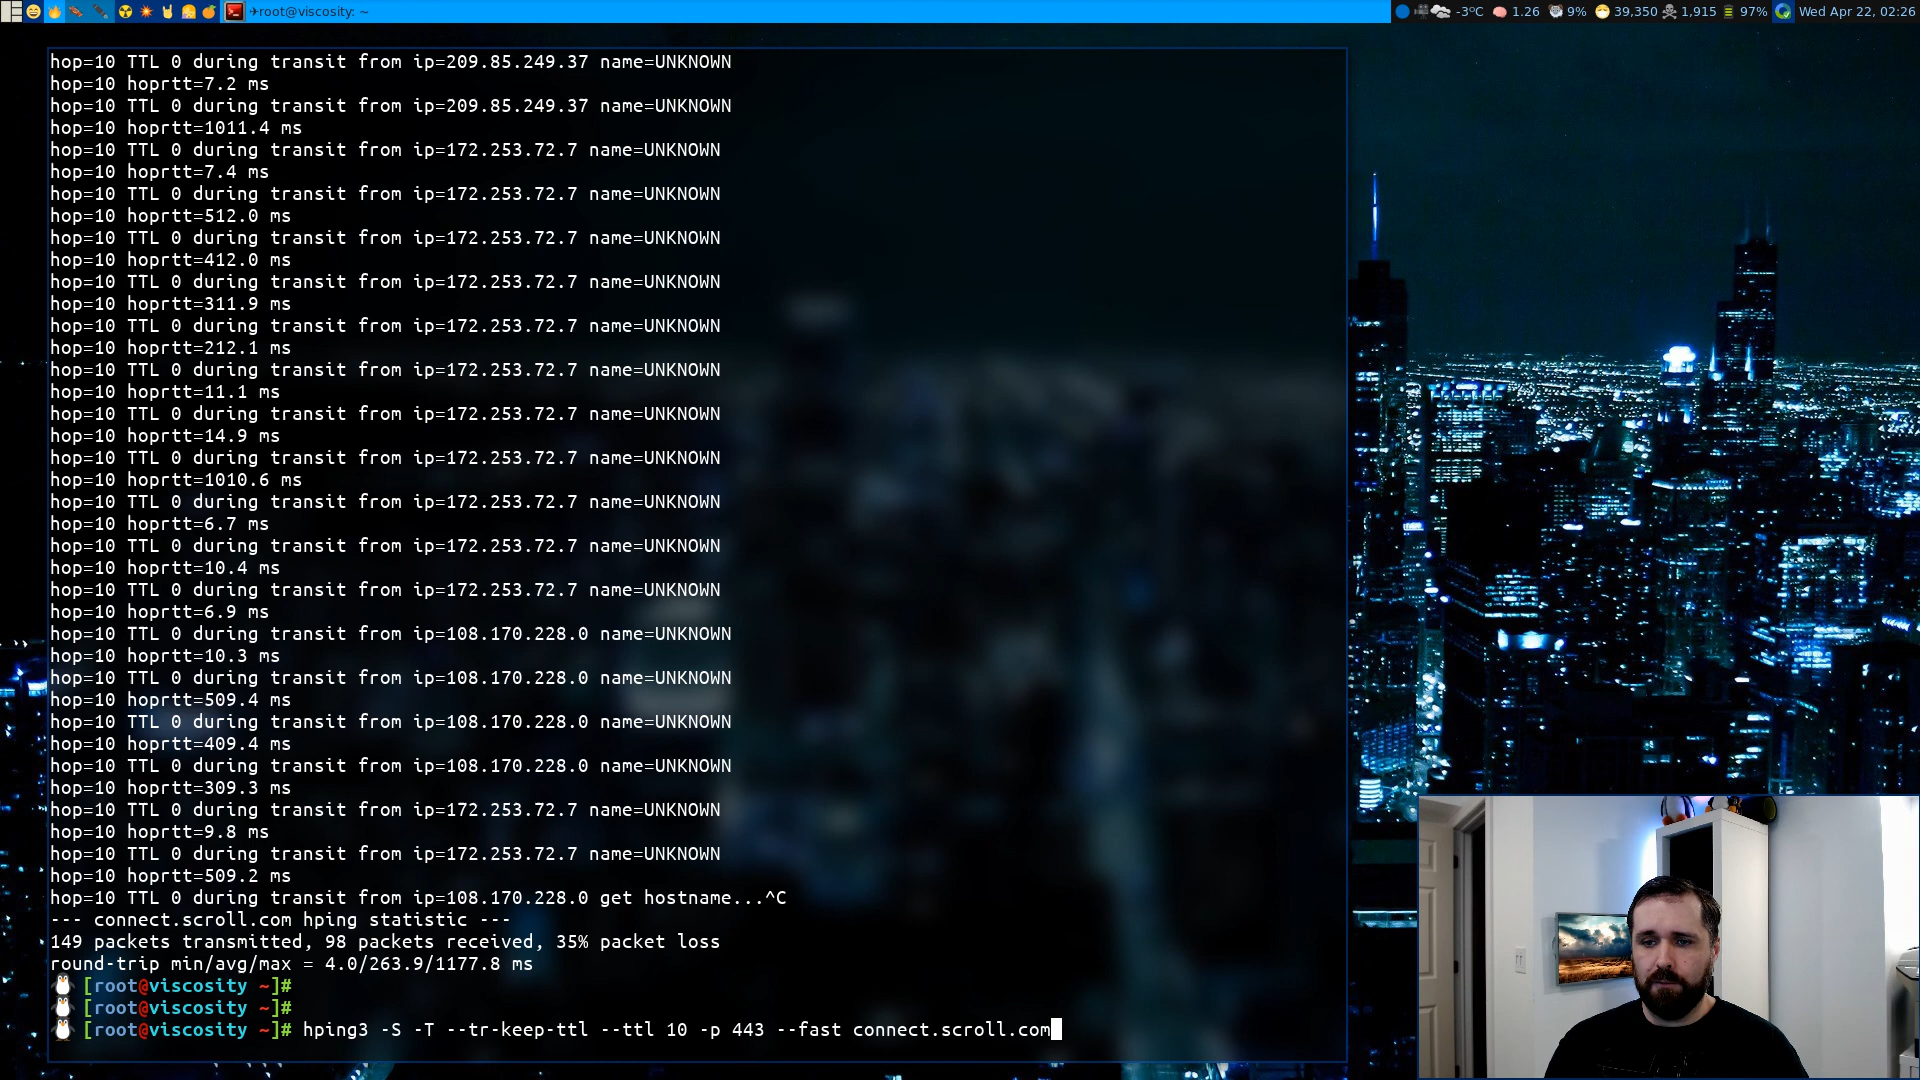 ✈root@viscosity: ~
-3°C 1.26 9% 39,350 1,915 97% Wed Apr 22, 02:26
hop=10 TTL 0 during transit from ip=209.85.249.37 name=UNKNOWN
hop=10 hoprtt=7.2 ms
hop=10 TTL 0 during transit from ip=209.85.249.37 name=UNKNOWN
hop=10 hoprtt=1011.4 ms
hop=10 TTL 0 during transit from ip=172.253.72.7 name=UNKNOWN
hop=10 hoprtt=7.4 ms
hop=10 TTL 0 during transit from ip=172.253.72.7 name=UNKNOWN
hop=10 hoprtt=512.0 ms
hop=10 TTL 0 during transit from ip=172.253.72.7 name=UNKNOWN
hop=10 hoprtt=412.0 ms
hop=10 TTL 0 during transit from ip=172.253.72.7 name=UNKNOWN
hop=10 hoprtt=311.9 ms
hop=10 TTL 0 during transit from ip=172.253.72.7 name=UNKNOWN
hop=10 hoprtt=212.1 ms
hop=10 TTL 0 during transit from ip=172.253.72.7 name=UNKNOWN
hop=10 hoprtt=11.1 ms
hop=10 TTL 0 during transit from ip=172.253.72.7 name=UNKNOWN
hop=10 hoprtt=14.9 ms
hop=10 TTL 0 during transit from ip=172.253.72.7 name=UNKNOWN
hop=10 hoprtt=1010.6 ms
hop=10 TTL 0 during transit from ip=172.253.72.7 name=UNKNOWN
hop=10 hoprtt=6.7 ms
hop=10 TTL 0 during transit from ip=172.253.72.7 name=UNKNOWN
hop=10 hoprtt=10.4 ms
hop=10 TTL 0 during transit from ip=172.253.72.7 name=UNKNOWN
hop=10 hoprtt=6.9 ms
hop=10 TTL 0 during transit from ip=108.170.228.0 name=UNKNOWN
hop=10 hoprtt=10.3 ms
hop=10 TTL 0 during transit from ip=108.170.228.0 name=UNKNOWN
hop=10 hoprtt=509.4 ms
hop=10 TTL 0 during transit from ip=108.170.228.0 name=UNKNOWN
hop=10 hoprtt=409.4 ms
hop=10 TTL 0 during transit from ip=108.170.228.0 name=UNKNOWN
hop=10 hoprtt=309.3 ms
hop=10 TTL 0 during transit from ip=172.253.72.7 name=UNKNOWN
hop=10 hoprtt=9.8 ms
hop=10 TTL 0 during transit from ip=172.253.72.7 name=UNKNOWN
hop=10 hoprtt=509.2 ms
hop=10 TTL 0 during transit from ip=108.170.228.0 get hostname...^C
--- connect.scroll.com hping statistic ---
149 packets transmitted, 98 packets received, 35% packet loss
round-trip min/avg/max = 4.0/263.9/1177.8 ms
[root@viscosity ~]#
[root@viscosity ~]#
[root@viscosity ~]# hping3 -S -T --tr-keep-ttl --ttl 10 -p 443 --fast connect.scroll.com